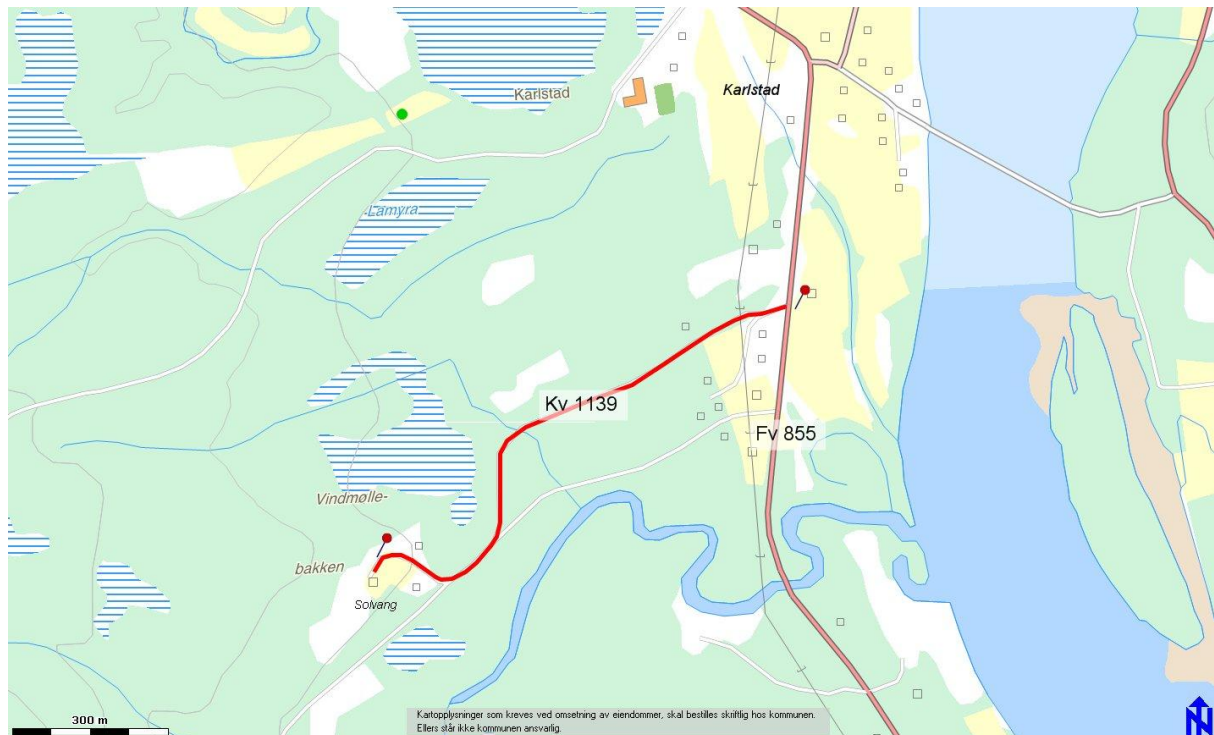 Karlstad
Karlstad
Lamyra
Kv 1139
Fv 855
Vindmølle-
bakken
Solvang
300 m
Kartopplysninger som kreves ved omsetning av eiendommer, skal bestilles skriftlig hos kommunen.
Ellers står ikke kommunen ansvarlig.
N